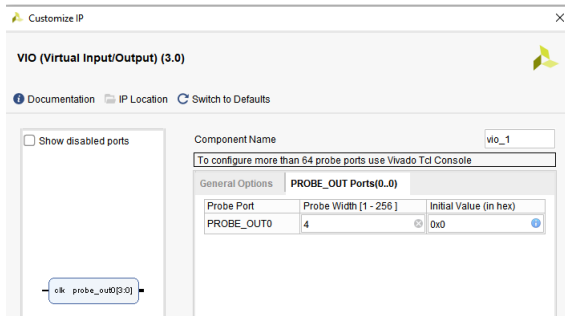 Customize IP
VIO (Virtual Input/Output) (3.0)
Documentation IP Location Switch to Defaults
Show disabled ports
Component Name vio_1
To configure more than 64 probe ports use Vivado Tcl Console
General Options PROBE_OUT Ports(0..0)
Probe Port Probe Width [1 - 256 ] Initial Value (in hex)
PROBE_OUT0 4 0x0
clk probe_out0[3:0]